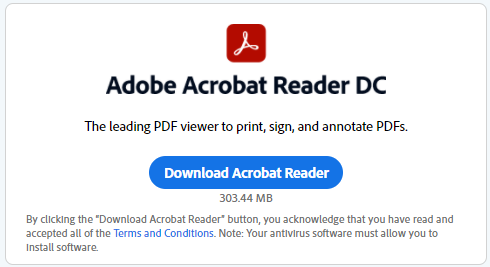 Adobe Acrobat Reader DC
The leading PDF viewer to print, sign, and annotate PDFs.
Download Acrobat Reader
303.44 MB
By clicking the "Download Acrobat Reader" button, you acknowledge that you have read and
accepted all of the Terms and Conditions. Note: Your antivirus software must allow you to
install software.